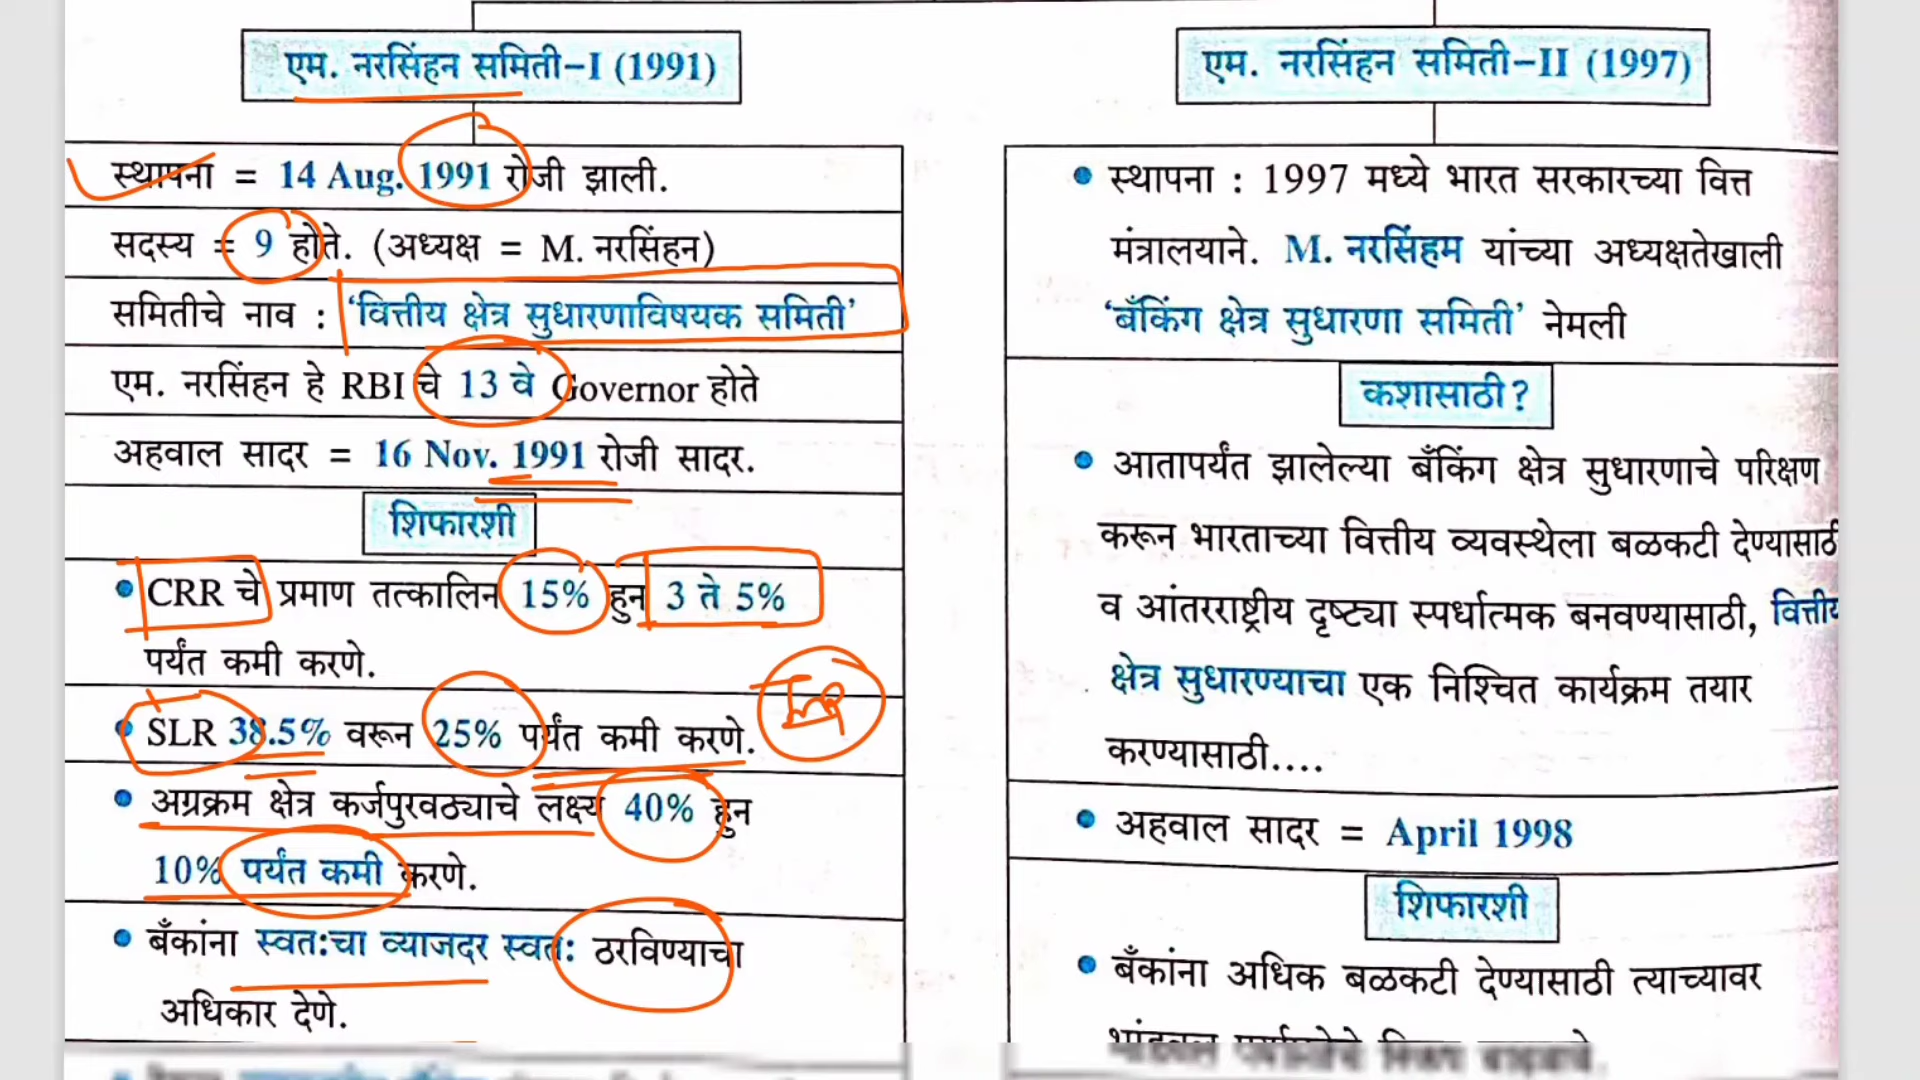 एम. नरसिंहन समिती–I (1991)
स्थापना = 14 Aug. 1991 रोजी झाली.
सदस्य = 9 होते. (अध्यक्ष = M. नरसिंहन)
समितीचे नाव : ‘वित्तीय क्षेत्र सुधारणाविषयक समिती’
एम. नरसिंहन हे RBI चे 13 वे Governor होते
अहवाल सादर = 16 Nov. 1991 रोजी सादर.
शिफारशी
• CRR चे प्रमाण तत्कालिन 15% हुन 3 ते 5%
पर्यंत कमी करणे.
• SLR 38.5% वरून 25% पर्यंत कमी करणे.
Imp
• अग्रक्रम क्षेत्र कर्जपुरवठ्याचे लक्ष्य 40% हुन
10% पर्यंत कमी करणे.
• बँकांना स्वत:चा व्याजदर स्वत: ठरविण्याचा
अधिकार देणे.
एम. नरसिंहन समिती–II (1997)
• स्थापना : 1997 मध्ये भारत सरकारच्या वित्त
मंत्रालयाने. M. नरसिंहम यांच्या अध्यक्षतेखाली
‘बँकिंग क्षेत्र सुधारणा समिती’ नेमली
कशासाठी?
• आतापर्यंत झालेल्या बँकिंग क्षेत्र सुधारणाचे परिक्षण
करून भारताच्या वित्तीय व्यवस्थेला बळकटी देण्यासाठी
व आंतरराष्ट्रीय दृष्ट्या स्पर्धात्मक बनवण्यासाठी, वित्तीय
क्षेत्र सुधारण्याचा एक निश्चित कार्यक्रम तयार
करण्यासाठी....
• अहवाल सादर = April 1998
शिफारशी
• बँकांना अधिक बळकटी देण्यासाठी त्याच्यावर